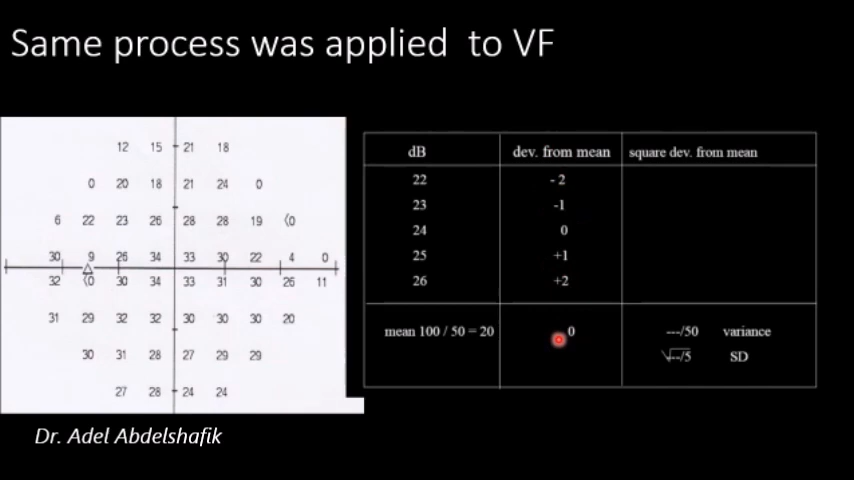 Same process was applied to VF
12 15 21 18
0 20 18 21 24 0
6 22 23 26 28 28 19 <0
30 9 26 34 33 30 22 4 0
32 <0 30 34 33 31 30 26 11
31 29 32 32 30 30 30 20
30 31 28 27 29 29
27 28 24 24
dB dev. from mean square dev. from mean
22 - 2
23 -1
24 0
25 +1
26 +2
mean 100 / 50 = 20 0 ---/50 variance
√--/5 SD
Dr. Adel Abdelshafik